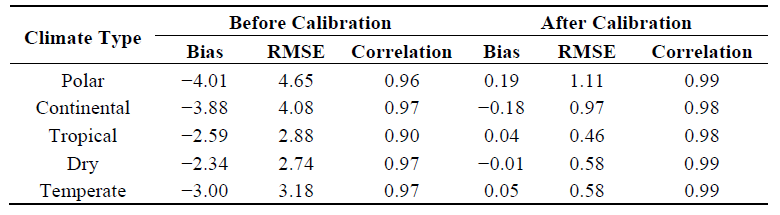 Climate Type Before Calibration After Calibration
Bias RMSE Correlation Bias RMSE Correlation
Polar −4.01 4.65 0.96 0.19 1.11 0.99
Continental −3.88 4.08 0.97 −0.18 0.97 0.98
Tropical −2.59 2.88 0.90 0.04 0.46 0.98
Dry −2.34 2.74 0.97 −0.01 0.58 0.99
Temperate −3.00 3.18 0.97 0.05 0.58 0.99